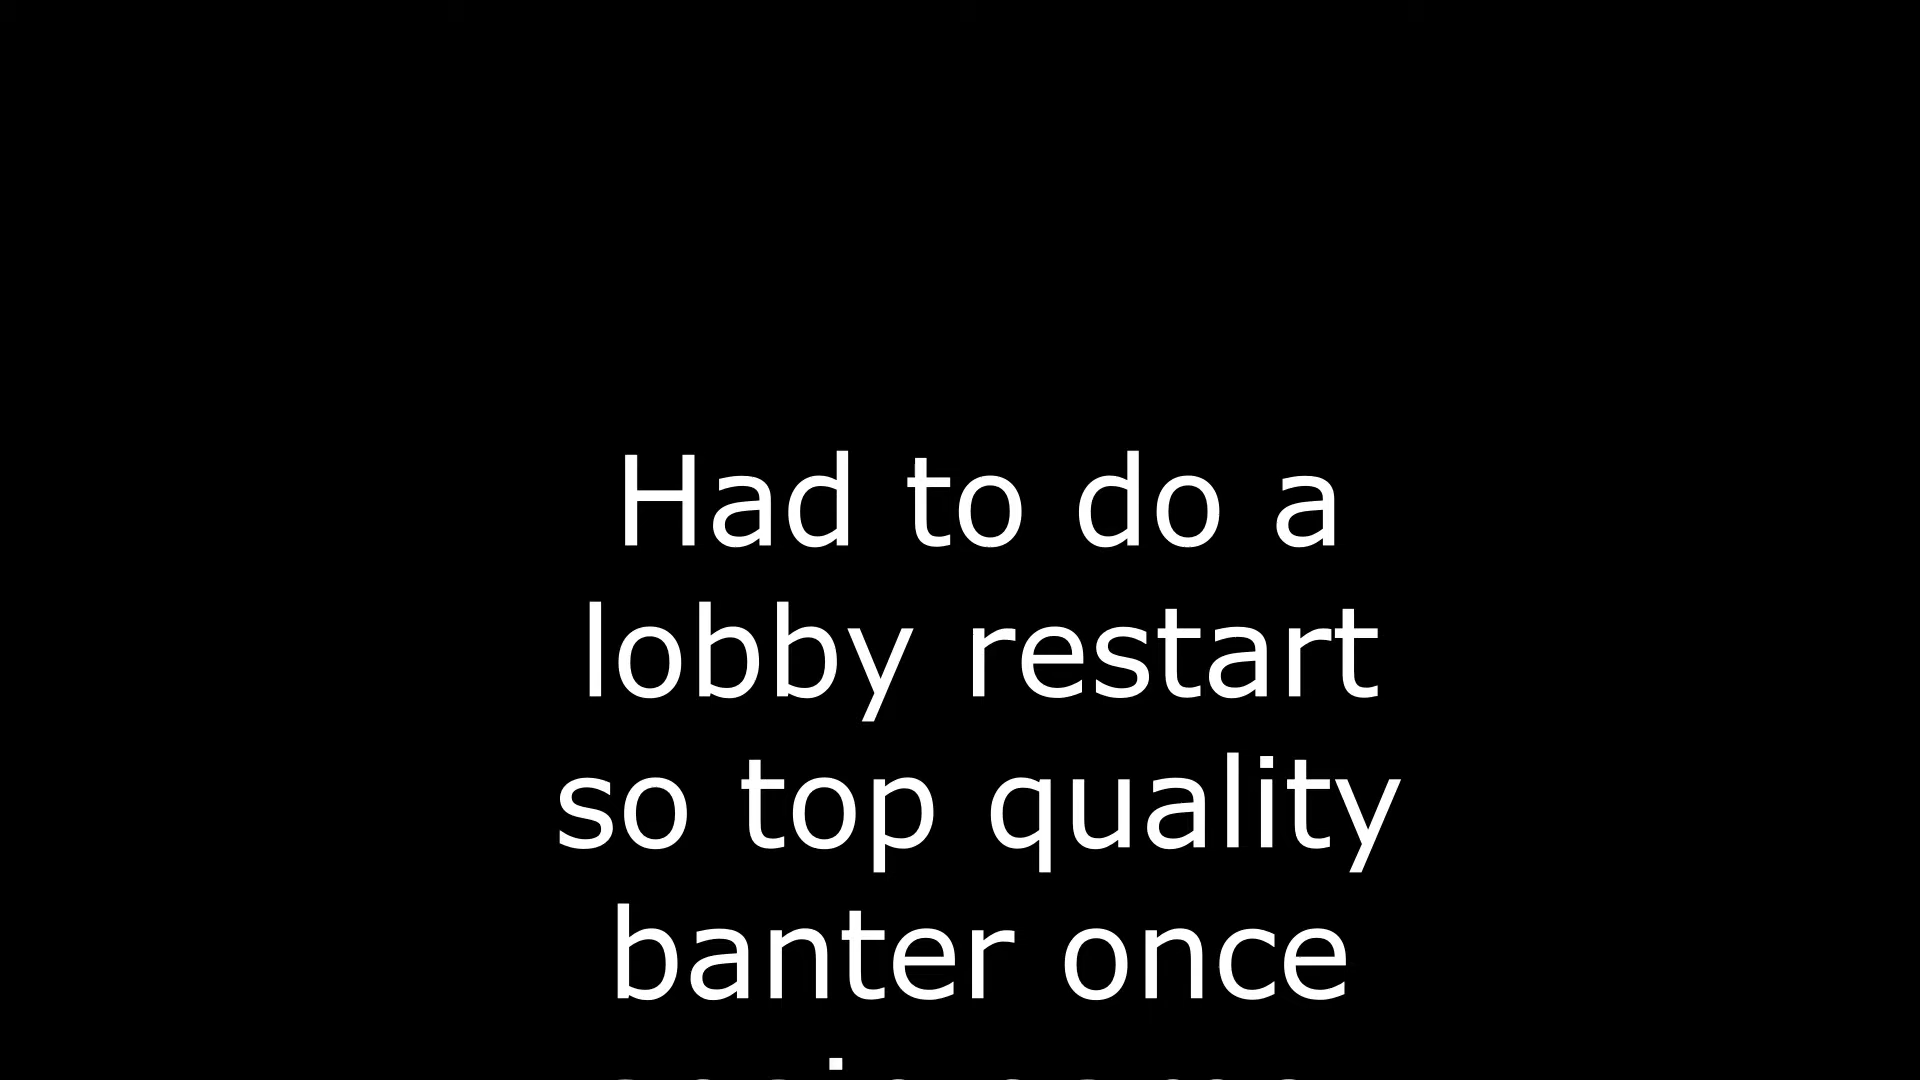 Had to do a
lobby restart
so top quality
banter once